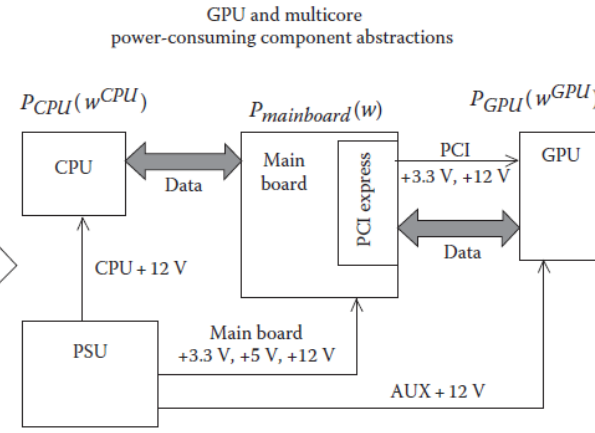 GPU and multicore
power-consuming component abstractions
P_CPU(w^CPU)
P_mainboard(w)
P_GPU(w^GPU)
CPU
Data
Main
board
PCI express
PCI
+3.3 V, +12 V
GPU
Data
CPU + 12 V
PSU
Main board
+3.3 V, +5 V, +12 V
AUX + 12 V